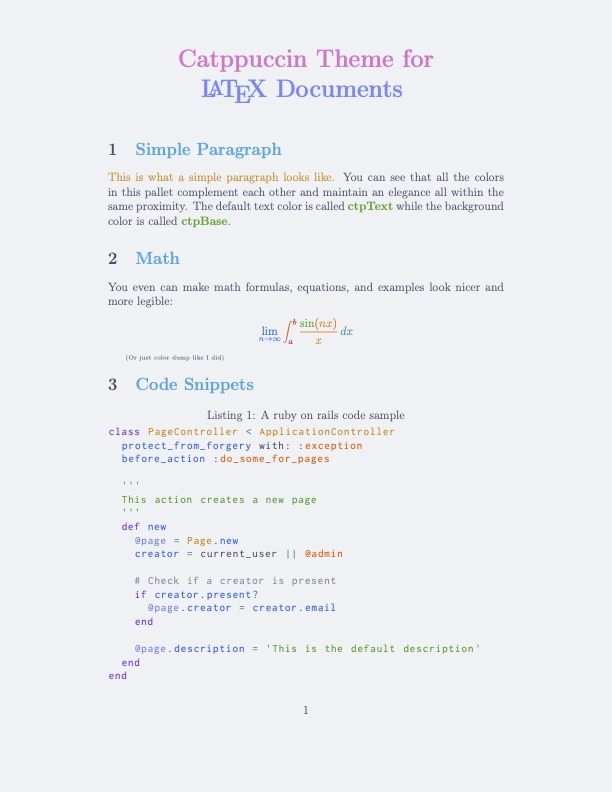 Catppuccin Theme for
LATEX Documents
1 Simple Paragraph
This is what a simple paragraph looks like. You can see that all the colors
in this pallet complement each other and maintain an elegance all within the
same proximity. The default text color is called ctpText while the background
color is called ctpBase.
2 Math
You even can make math formulas, equations, and examples look nicer and
more legible:
lim n→∞ ∫ₐᵇ sin(nx)/x dx
(Or just color dump like I did)
3 Code Snippets
Listing 1: A ruby on rails code sample
class PageController < ApplicationController
  protect_from_forgery with: :exception
  before_action :do_some_for_pages
  '''
  This action creates a new page
  '''
  def new
    @page = Page.new
    creator = current_user || @admin
    # Check if a creator is present
    if creator.present?
      @page.creator = creator.email
    end
    @page.description = 'This is the default description'
  end
end
1